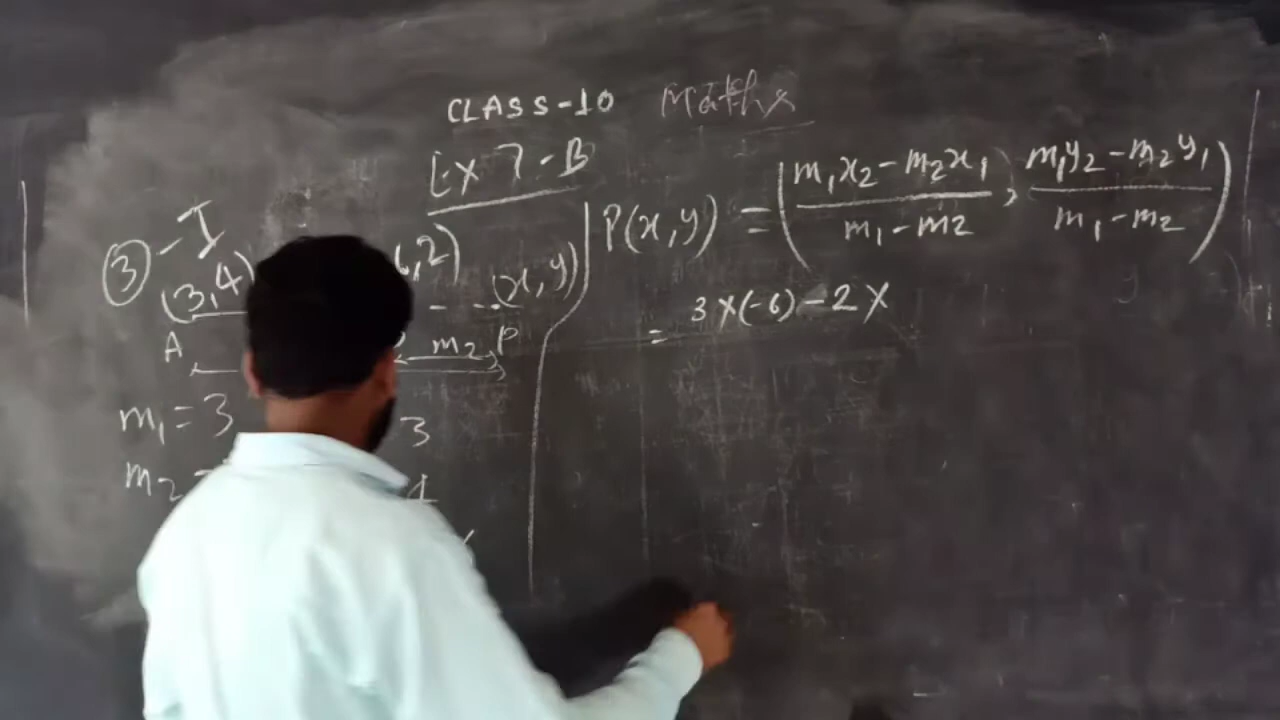 CLASS-10 Maths
Ex 7-B
③-I
(3,4) ,2) (x,y)
A m₂ P
m₁ = 3 3
m₂
P(x,y) = (m₁x₂ - m₂x₁ / m₁ - m₂ , m₁y₂ - m₂y₁ / m₁ - m₂)
= 3×(-6) - 2×